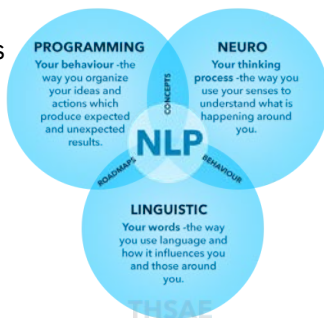 S
PROGRAMMING
Your behaviour -the
way you organize
your ideas and
actions which
produce expected
and unexpected
results.
NEURO
Your thinking
process -the way you
use your senses to
understand what is
happening around
you.
CONCEPTS
NLP
ROADMAPS
BEHAVIOUR
LINGUISTIC
Your words -the way
you use language and
how it influences you
and those around
you.
THSAE